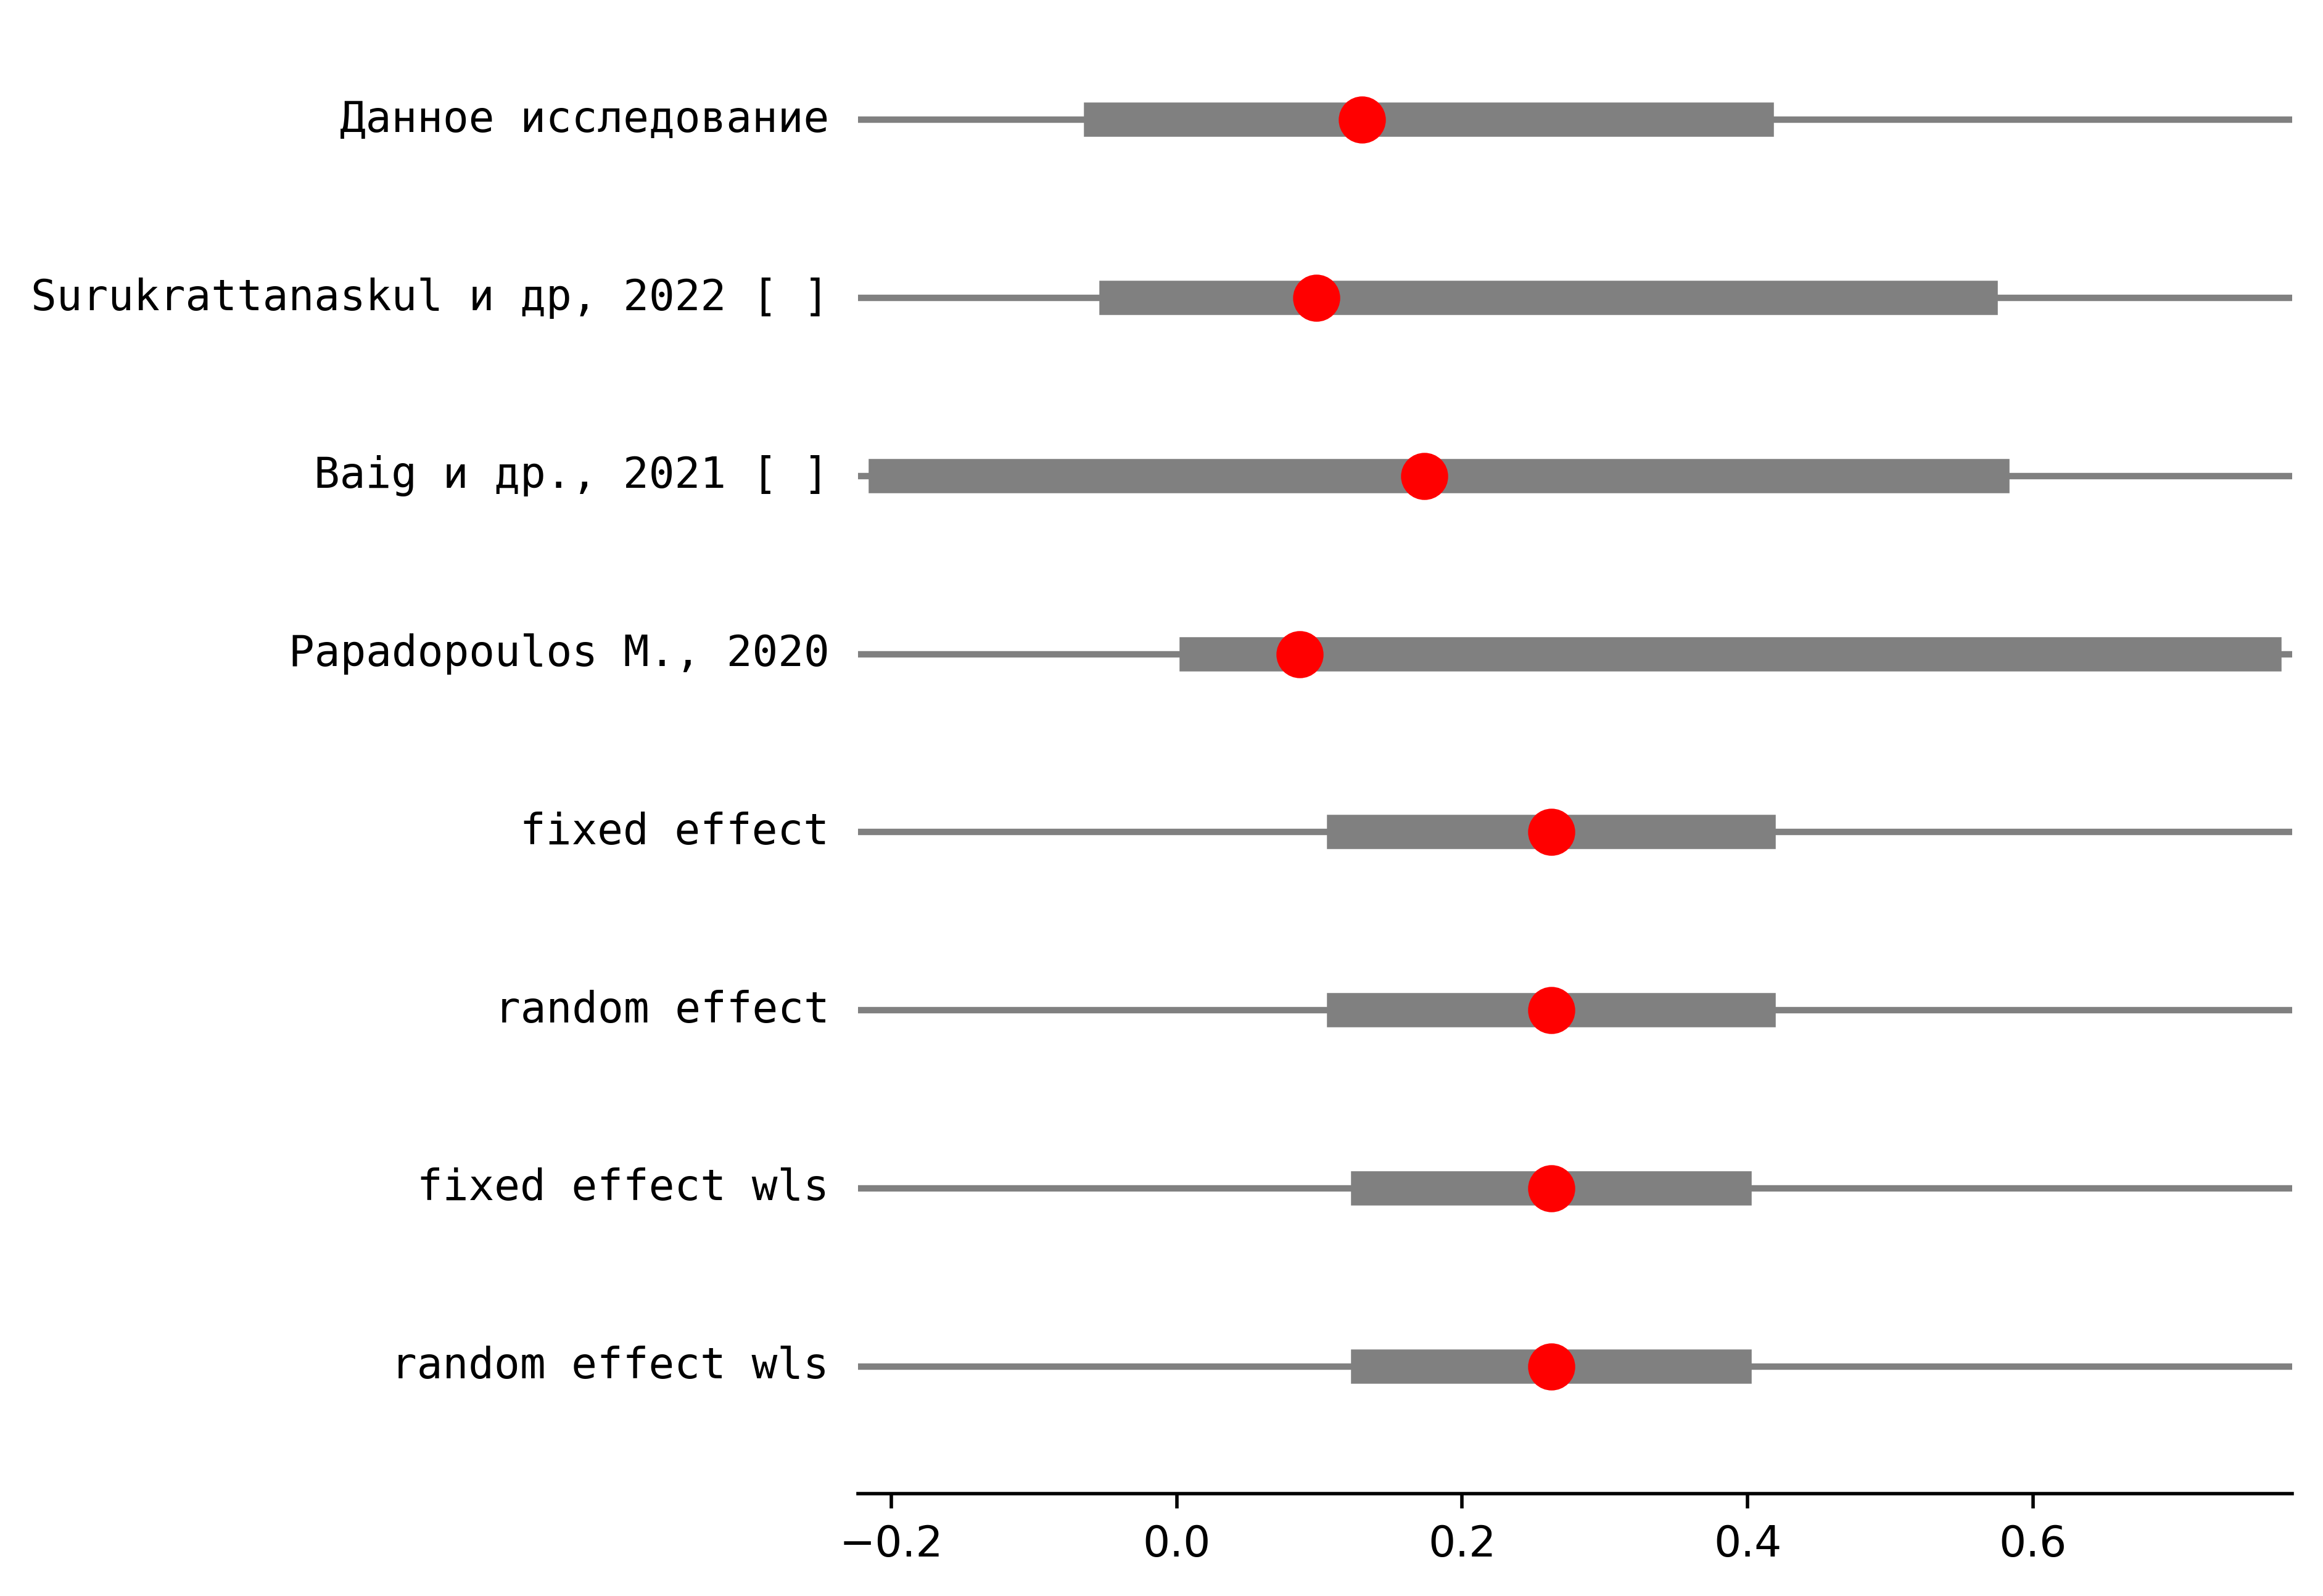 Данное исследование
Surukrattanaskul и др, 2022 [ ]
Baig и др., 2021 [ ]
Papadopoulos M., 2020
fixed effect
random effect
fixed effect wls
random effect wls
−0.2 0.0 0.2 0.4 0.6